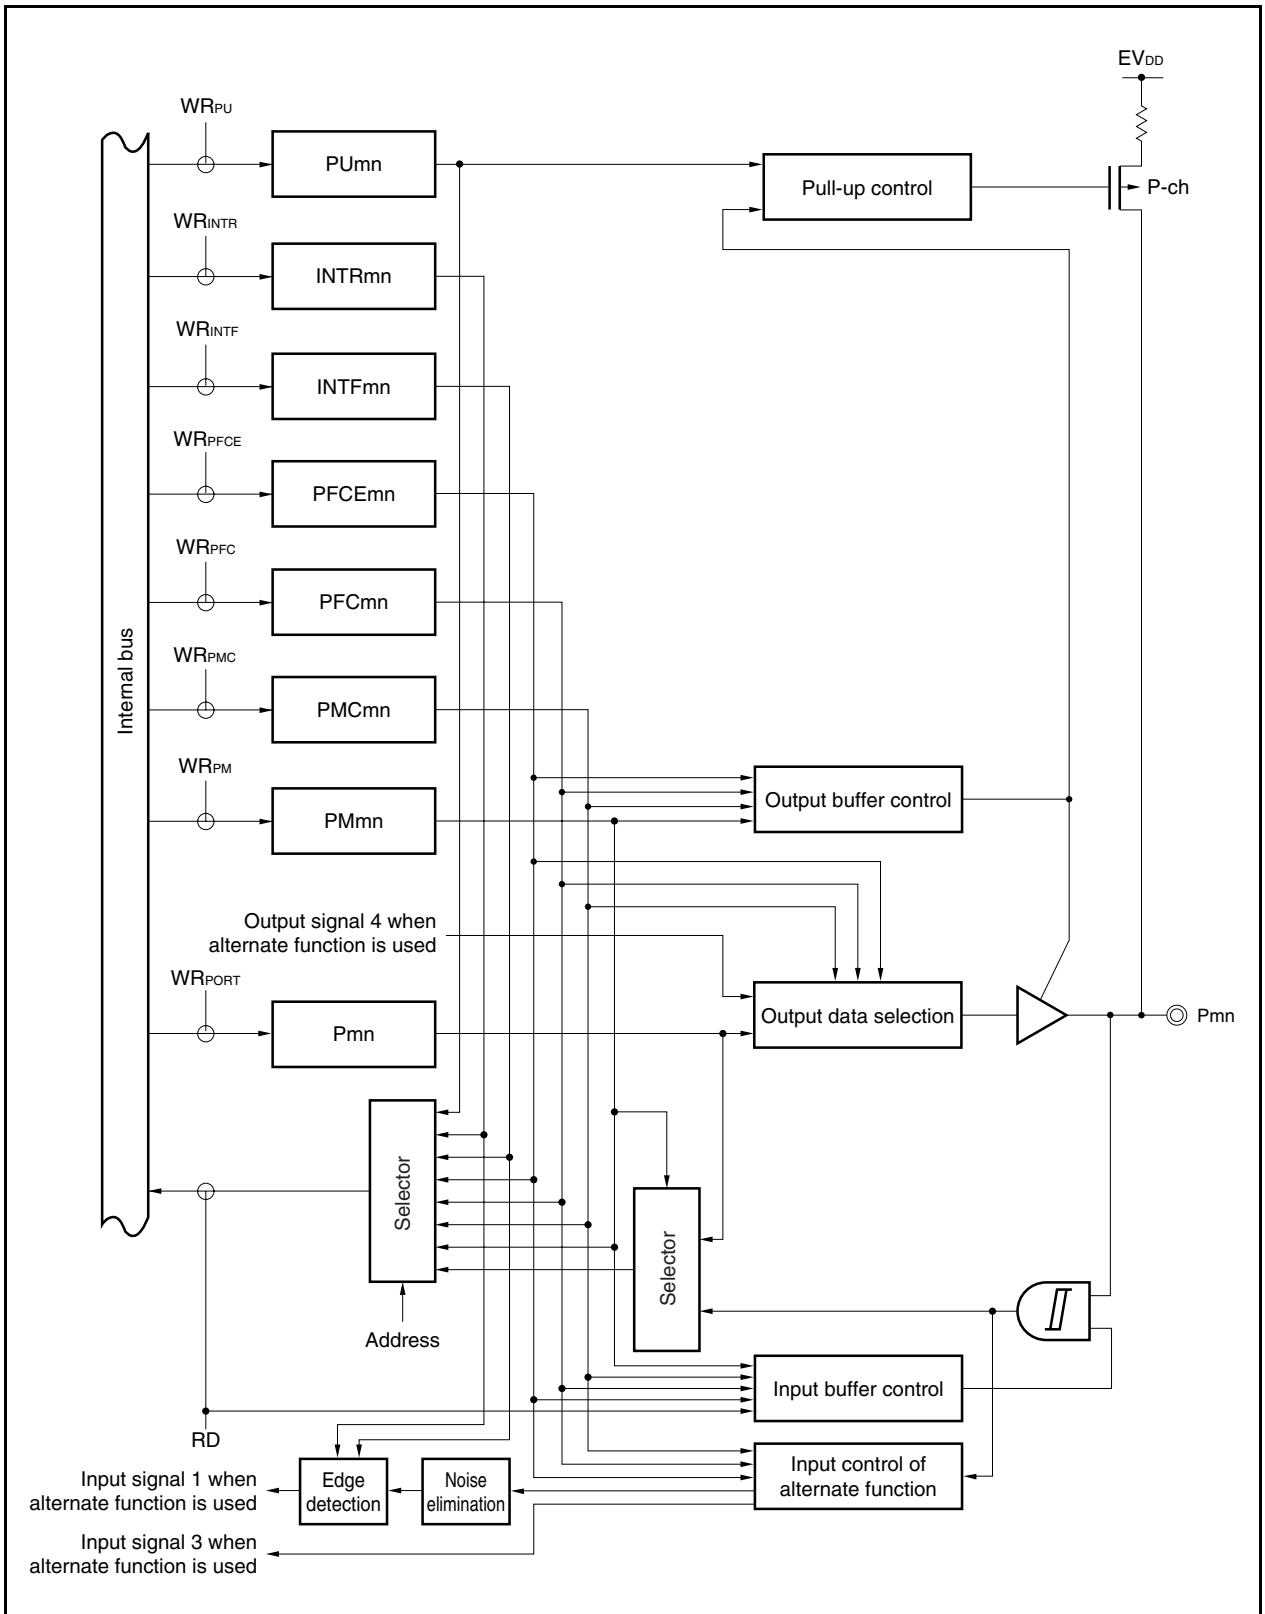 EVDD
WRPU
PUmn
Pull-up control
P-ch
WRINTR
INTRmn
WRINTF
INTFmn
WRPFCE
PFCEmn
WRPFC
PFCmn
Internal bus
WRPMC
PMCmn
WRPM
PMmn
Output buffer control
Output signal 4 when
alternate function is used
WRPORT
Pmn
Output data selection
Pmn
Selector
Selector
Address
Input buffer control
RD
Input signal 1 when
alternate function is used
Edge
detection
Noise
elimination
Input control of
alternate function
Input signal 3 when
alternate function is used